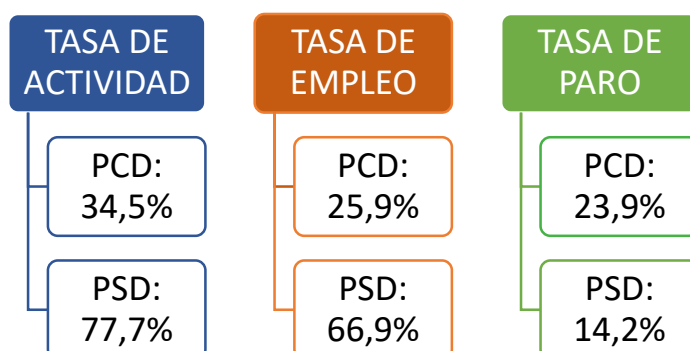 TASA DE
ACTIVIDAD
PCD:
34,5%
PSD:
77,7%
TASA DE
EMPLEO
PCD:
25,9%
PSD:
66,9%
TASA DE
PARO
PCD:
23,9%
PSD:
14,2%